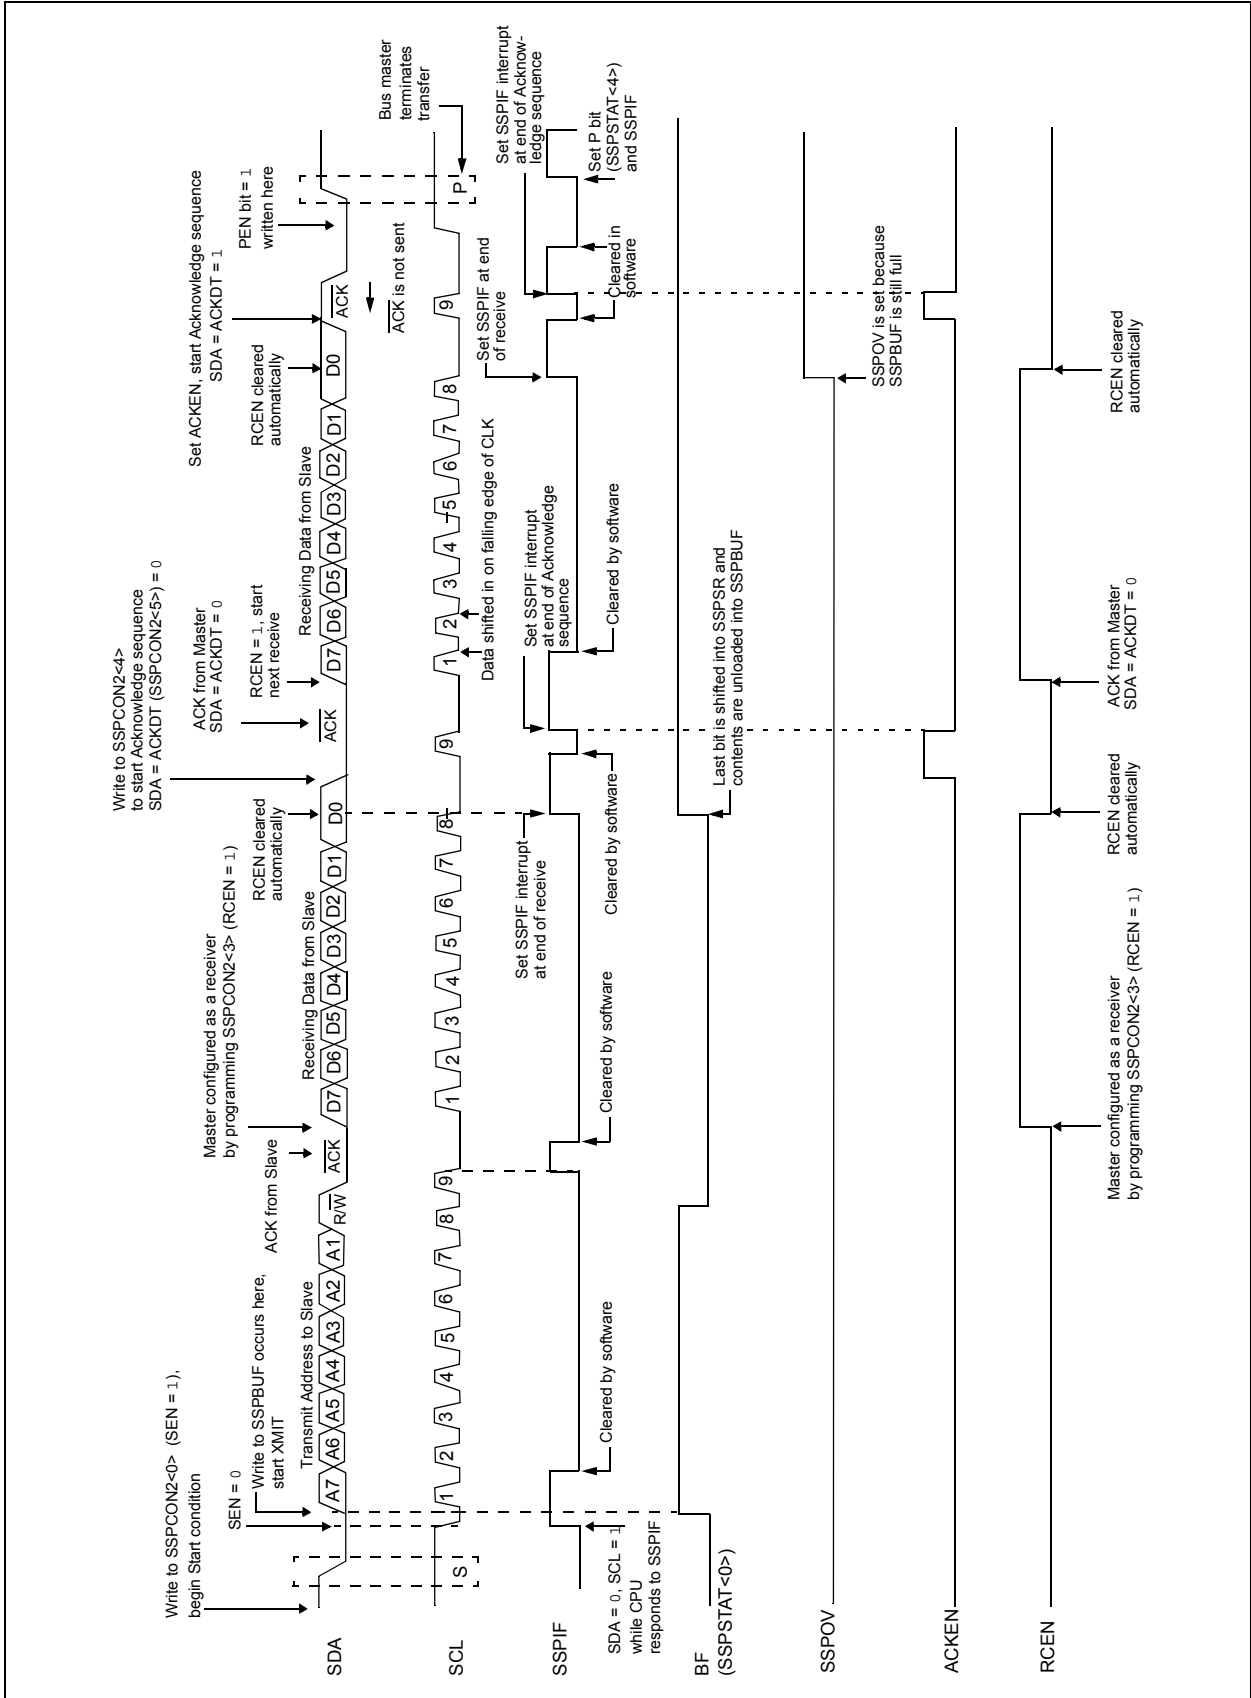 Write to SSPCON2<0> (SEN = 1),
begin Start condition
SEN = 0
Write to SSPBUF occurs here,
start XMIT
ACK from Slave
Master configured as a receiver
by programming SSPCON2<3> (RCEN = 1)
RCEN cleared
automatically
Write to SSPCON2<4>
to start Acknowledge sequence
SDA = ACKDT (SSPCON2<5>) = 0
ACK from Master
SDA = ACKDT = 0
RCEN = 1, start
next receive
RCEN cleared
automatically
Set ACKEN, start Acknowledge sequence
SDA = ACKDT = 1
PEN bit = 1
written here
Transmit Address to Slave
Receiving Data from Slave
Receiving Data from Slave
SDA
A7 A6 A5 A4 A3 A2 A1 R/W ACK D7 D6 D5 D4 D3 D2 D1 D0 ACK D7 D6 D5 D4 D3 D2 D1 D0 ACK
ACK is not sent
Bus master
terminates
transfer
SCL
S 1 2 3 4 5 6 7 8 9 1 2 3 4 5 6 7 8 9 1 2 3 4 5 6 7 8 9 P
Data shifted in on falling edge of CLK
Set SSPIF interrupt
at end of receive
Set SSPIF interrupt
at end of Acknowledge
sequence
Set SSPIF at end
of receive
Set SSPIF interrupt
at end of Acknow-
ledge sequence
SSPIF
SDA = 0, SCL = 1
while CPU
responds to SSPIF
Cleared by software
Cleared by software
Cleared by software
Cleared by software
Cleared in
software
Set P bit
(SSPSTAT<4>)
and SSPIF
BF
(SSPSTAT<0>)
Last bit is shifted into SSPSR and
contents are unloaded into SSPBUF
SSPOV
SSPOV is set because
SSPBUF is still full
ACKEN
RCEN
Master configured as a receiver
by programming SSPCON2<3> (RCEN = 1)
RCEN cleared
automatically
ACK from Master
SDA = ACKDT = 0
RCEN cleared
automatically